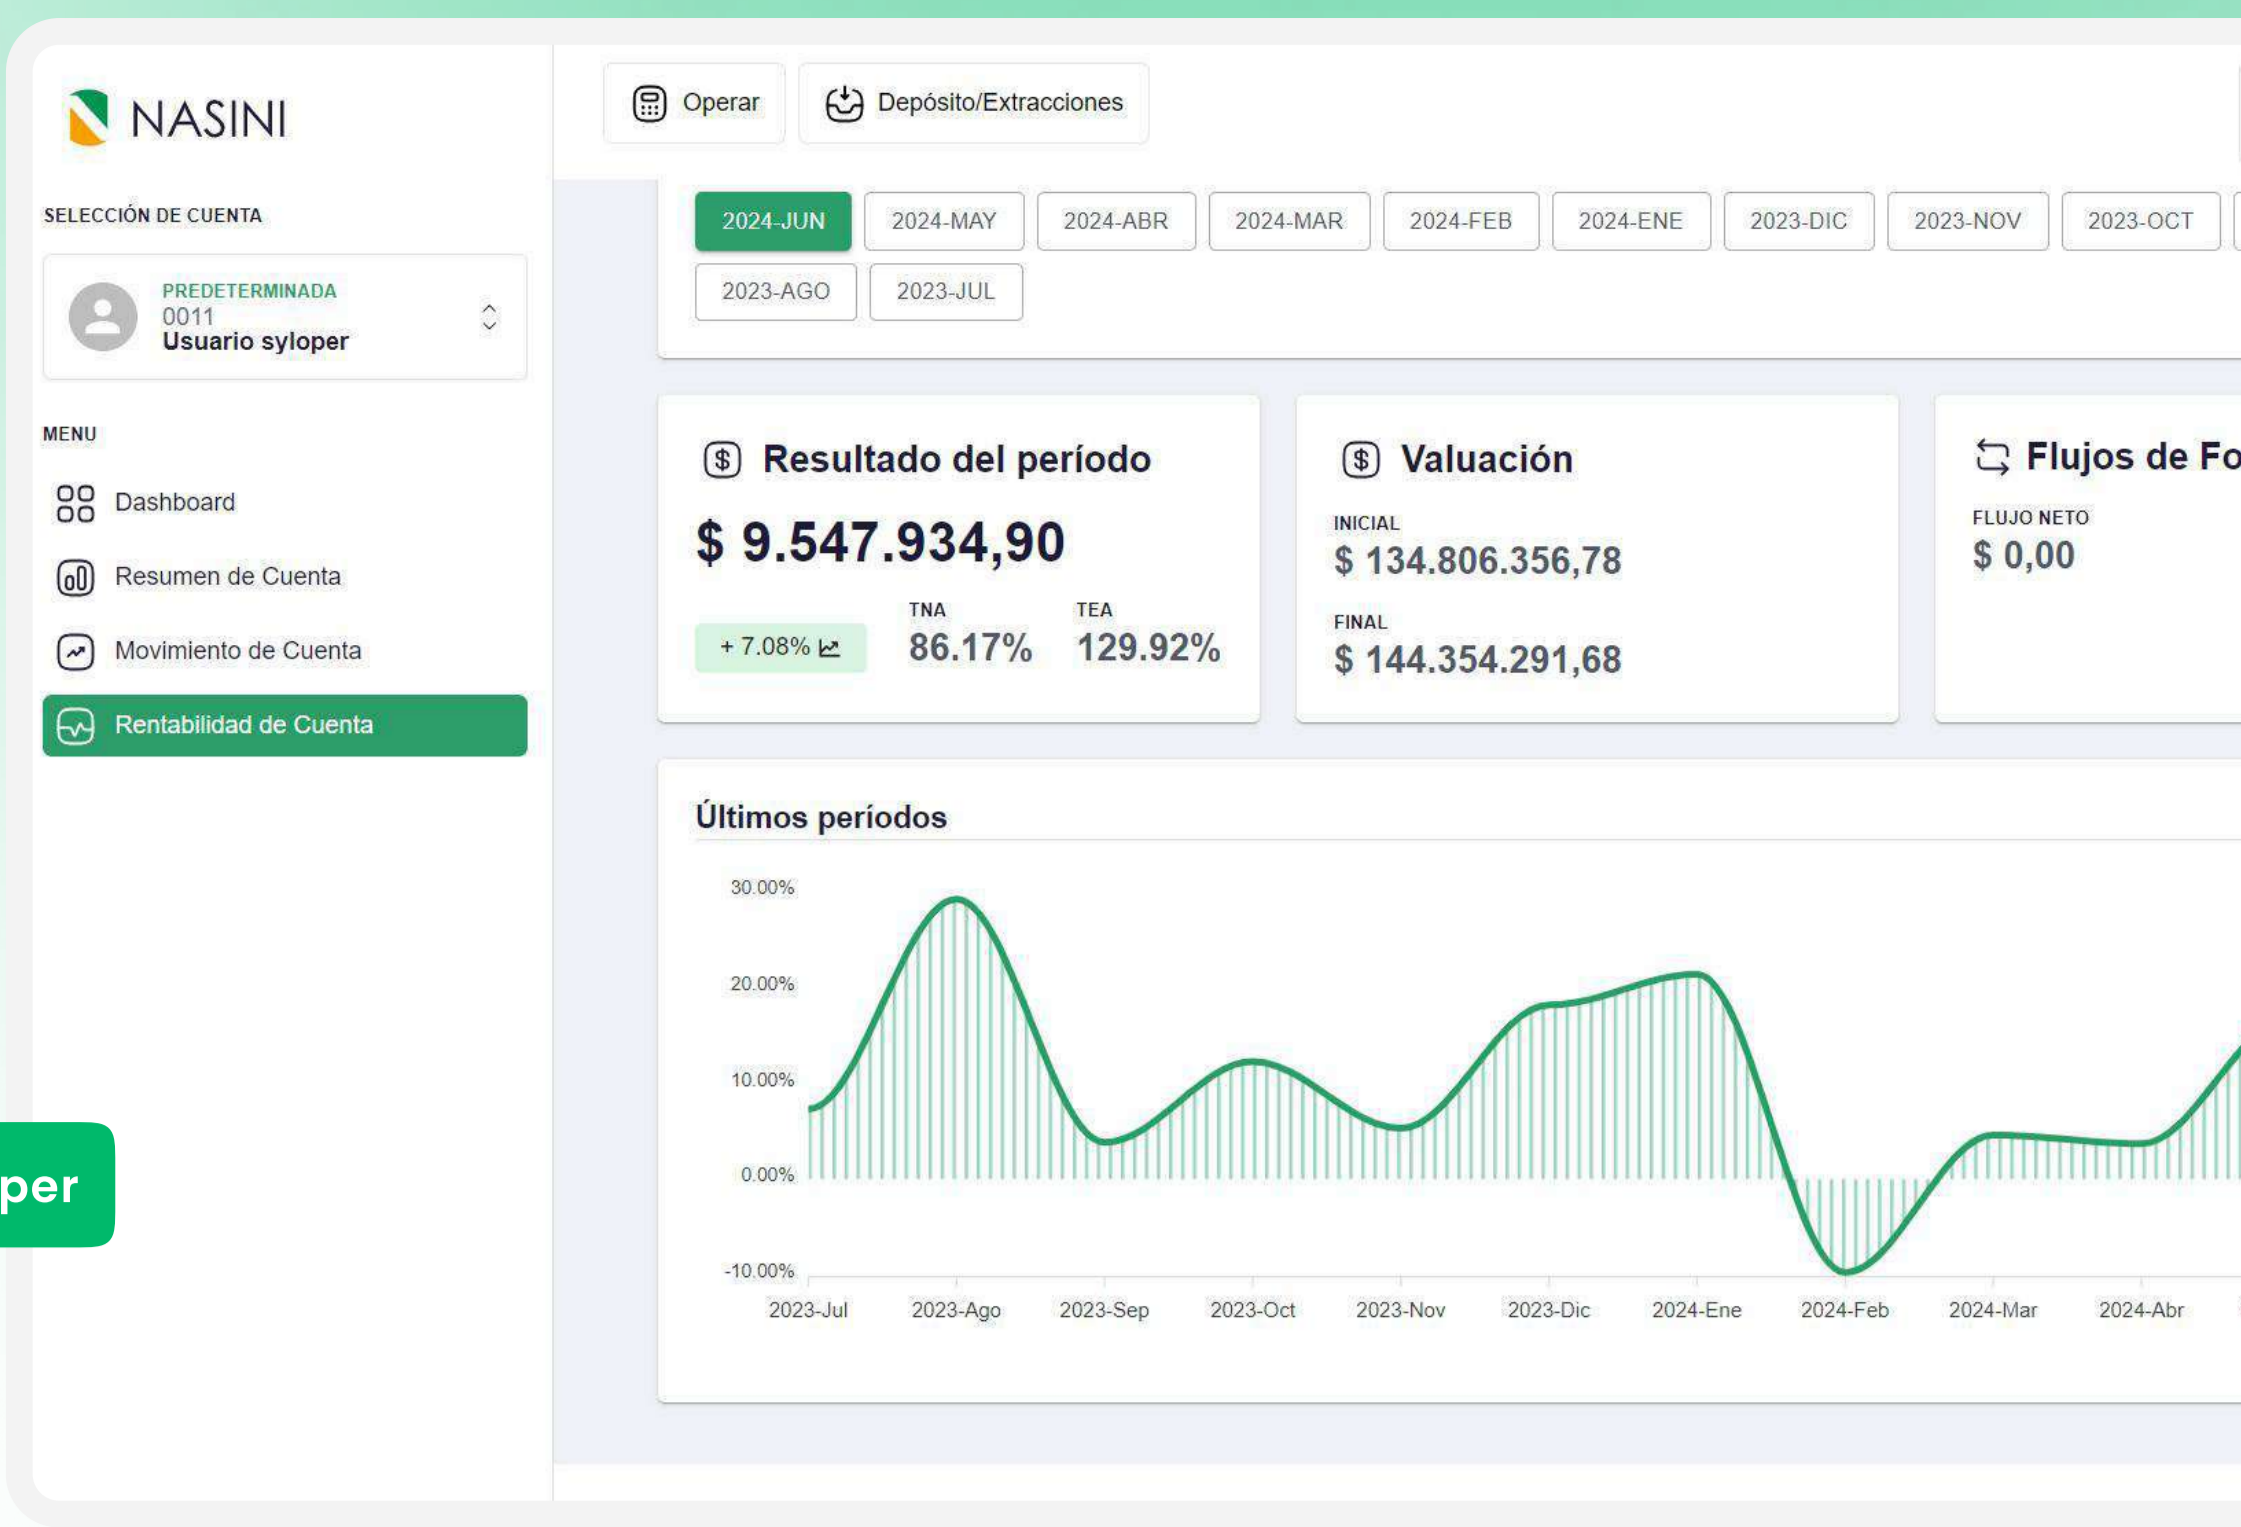 NASINI
Operar
Depósito/Extracciones
SELECCIÓN DE CUENTA
PREDETERMINADA
0011
Usuario syloper
MENU
Dashboard
Resumen de Cuenta
Movimiento de Cuenta
Rentabilidad de Cuenta
per
2024-JUN 2024-MAY 2024-ABR 2024-MAR 2024-FEB 2024-ENE 2023-DIC 2023-NOV 2023-OCT
2023-AGO 2023-JUL
Resultado del período
$ 9.547.934,90
+ 7.08%
TNA
86.17%
TEA
129.92%
Valuación
INICIAL
$ 134.806.356,78
FINAL
$ 144.354.291,68
Flujos de Fo
FLUJO NETO
$ 0,00
Últimos períodos
30.00%
20.00%
10.00%
0.00%
-10.00%
2023-Jul 2023-Ago 2023-Sep 2023-Oct 2023-Nov 2023-Dic 2024-Ene 2024-Feb 2024-Mar 2024-Abr